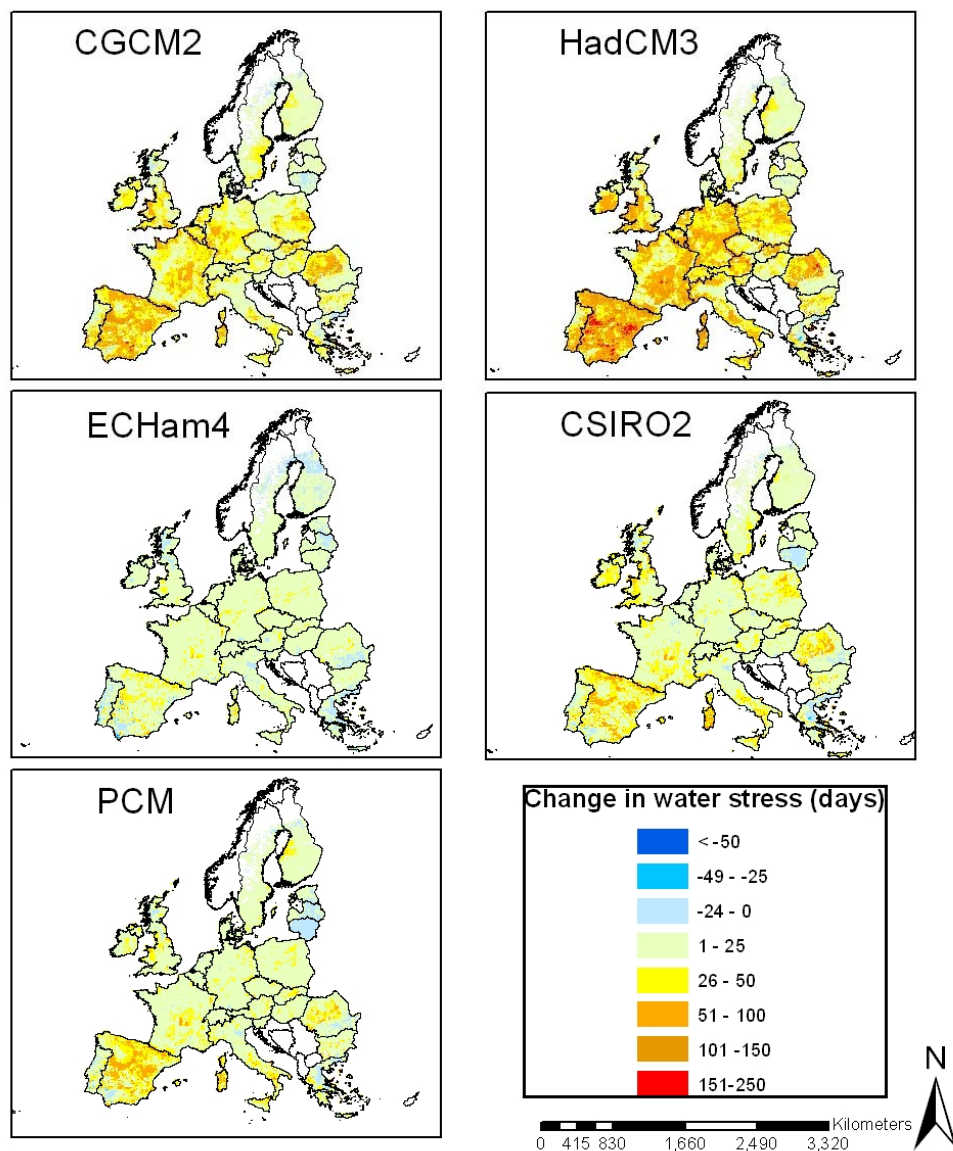 CGCM2
HadCM3
ECHam4
CSIRO2
PCM
Change in water stress (days)
< -50
-49 - -25
-24 - 0
1 - 25
26 - 50
51 - 100
101 -150
151-250
N
Kilometers
0 415 830 1,660 2,490 3,320